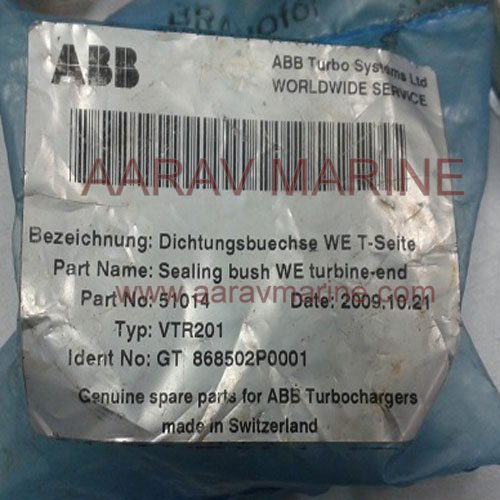 ABB
ABB Turbo Systems Ltd
WORLDWIDE SERVICE
AARAV MARINE
Bezeichnung: Dichtungsbuechse WE T-Seite
Part Name: Sealing bush WE turbine-end
www.aaravmarine.com
Part No: 51014 Date: 2009.10.21
Typ: VTR201
Ident No: GT 868502P0001
Genuine spare parts for ABB Turbochargers
made in Switzerland